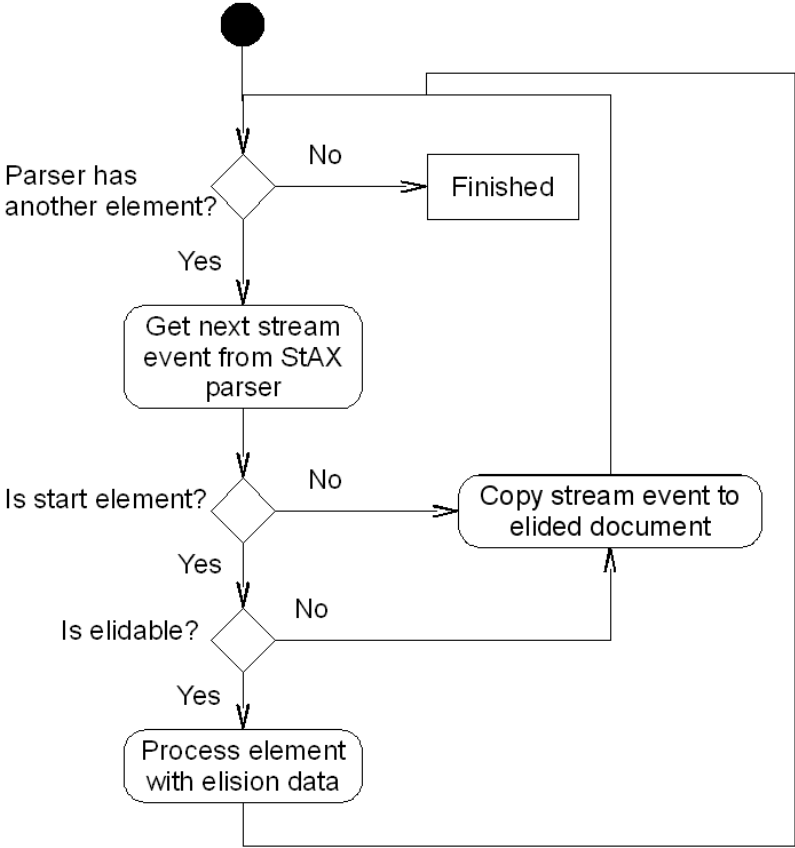 No
Parser has
another element?
Finished
Yes
Get next stream
event from StAX
parser
No
Is start element?
Copy stream event to
elided document
Yes
No
Is elidable?
Yes
Process element
with elision data